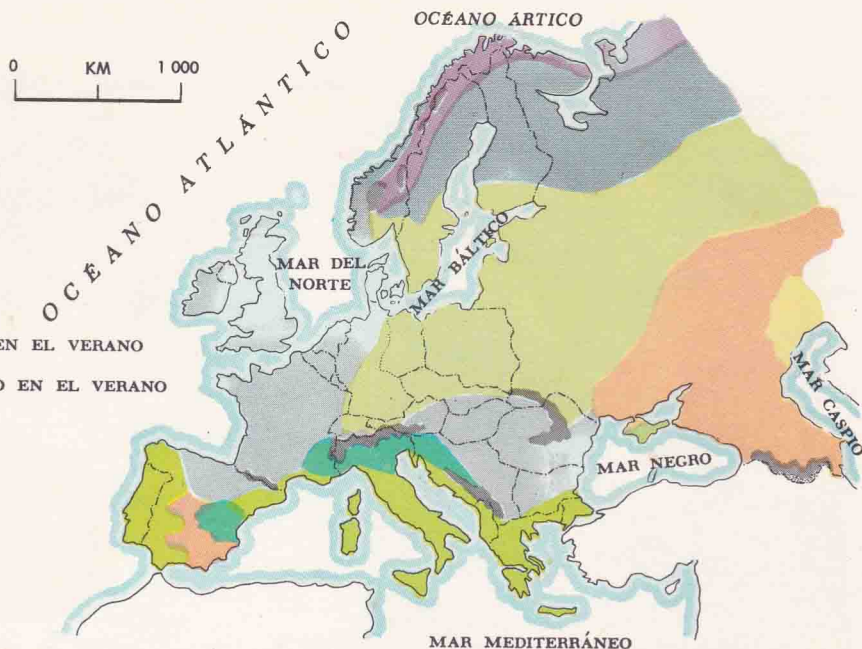 OCÉANO ÁRTICO
0 KM 1 000
OCÉANO ATLÁNTICO
MAR DEL
NORTE
MAR BÁLTICO
EN EL VERANO
EN EL VERANO
MAR CASPIO
MAR NEGRO
MAR MEDITERRÁNEO